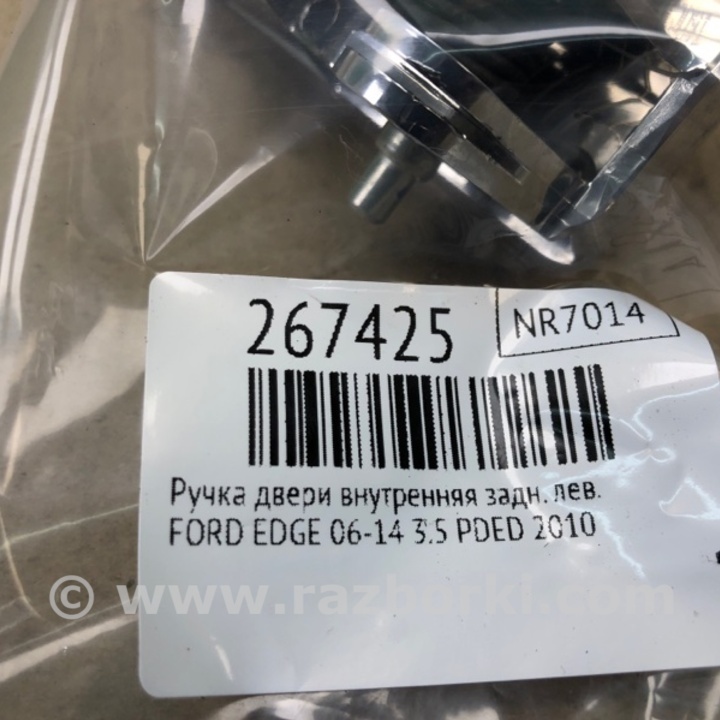 267425
NR7014
Ручка двери внутренняя задн. лев.
FORD EDGE 06-14 3.5 PDED 2010
© www.razborki.com